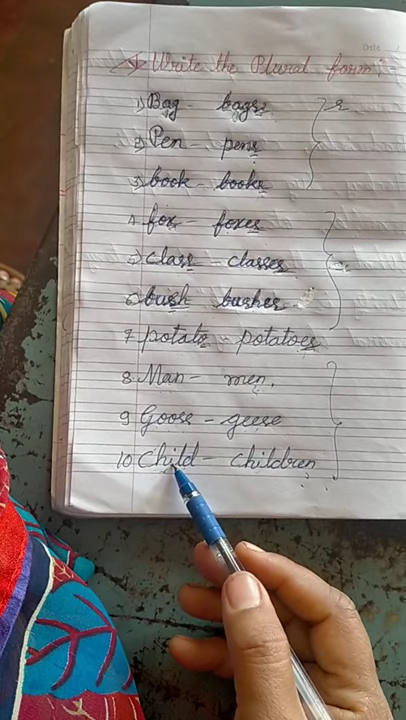 I Write the Plural form:
1) Bag - bags } s
2) Pen - pens
3) book - books
4 fox - foxes
5) class - classes
6) bush bushes
7 potato - potatoes
8 Man - men.
9 Goose - geese
10 Child - children